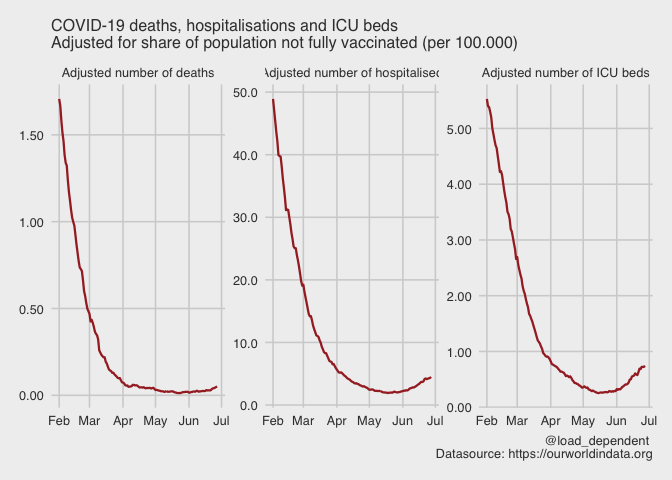 COVID-19 deaths, hospitalisations and ICU beds
Adjusted for share of population not fully vaccinated (per 100.000)
Adjusted number of deaths
1.50
1.00
0.50
0.00
Feb Mar Apr May Jun Jul
Adjusted number of
50.0
40.0
30.0
20.0
10.0
0.0
Feb Mar Apr May Jun Jul
Adjusted number of ICU beds
5.00
4.00
3.00
2.00
1.00
0.00
Feb Mar Apr May Jun Jul
@load_dependent
Datasource: https://ourworldindata.org